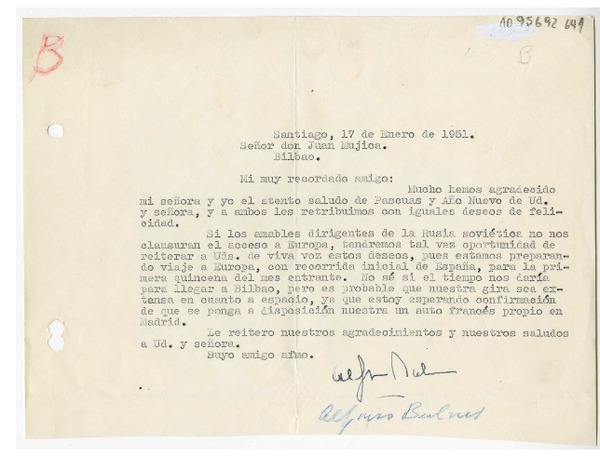 AO 95692 641
B
B
Santiago, 17 de Enero de 1951.
Señor don Juan Mujica.
Bilbao.
Mi muy recordado amigo:
Mucho hemos agradecido
mi señora y yo el atento saludo de Pascuas y Año Nuevo de Ud.
y señora, y a ambos les retribuimos con iguales deseos de feli-
cidad.
Si los amables dirigentes de la Rusia soviética no nos
clausuran el acceso a Europa, tendremos tal vez oportunidad de
reiterar a Uds. de viva voz estos deseos, pues estamos preparan-
do viaje a Europa, con recorrida inicial de España, para la pri-
mera quincena del mes entrante. No sé si el tiempo nos daría
para llegar a Bilbao, pero es probable que nuestra gira sea ex-
tensa en cuanto a espacio, ya que estoy esperando confirmación
de que se ponga a disposición nuestra un auto francés propio en
Madrid.
Le reitero nuestros agradecimientos y nuestros saludos
a Ud. y señora.
Suyo amigo afmo.
Alfonso Bulnes